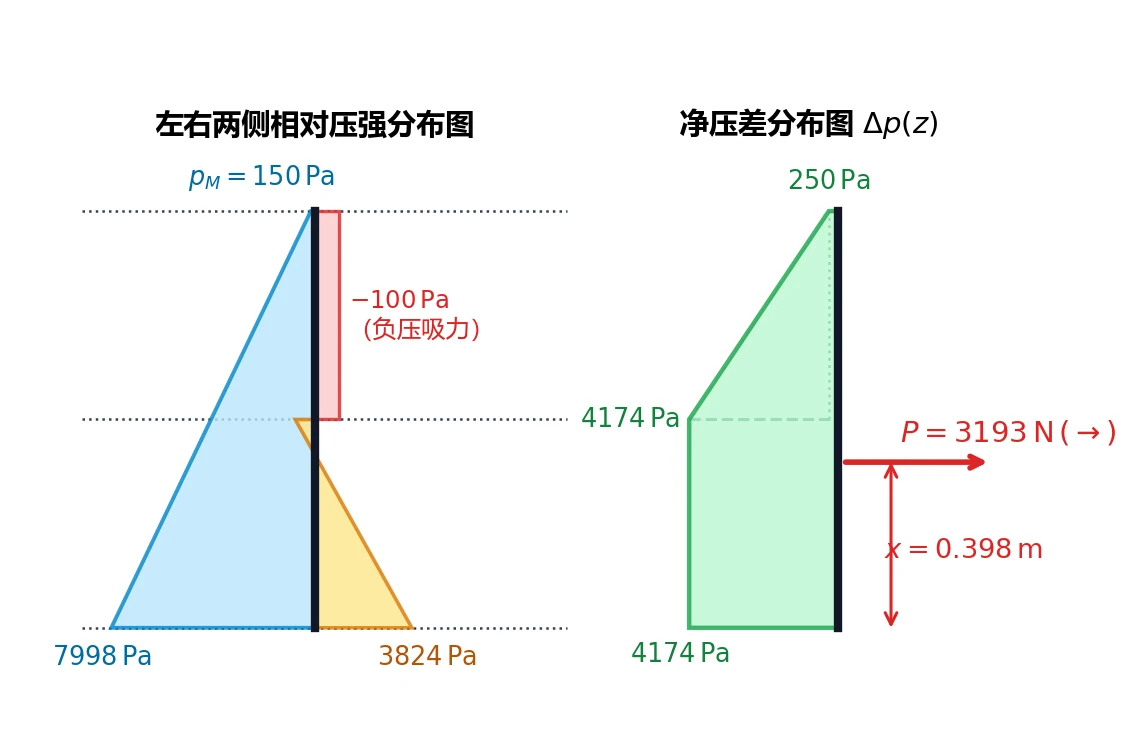 左右两侧相对压强分布图
p_M = 150 Pa
−100 Pa
(负压吸力)
7998 Pa
3824 Pa
净压差分布图 Δp(z)
250 Pa
4174 Pa
P = 3193 N (→)
x = 0.398 m
4174 Pa